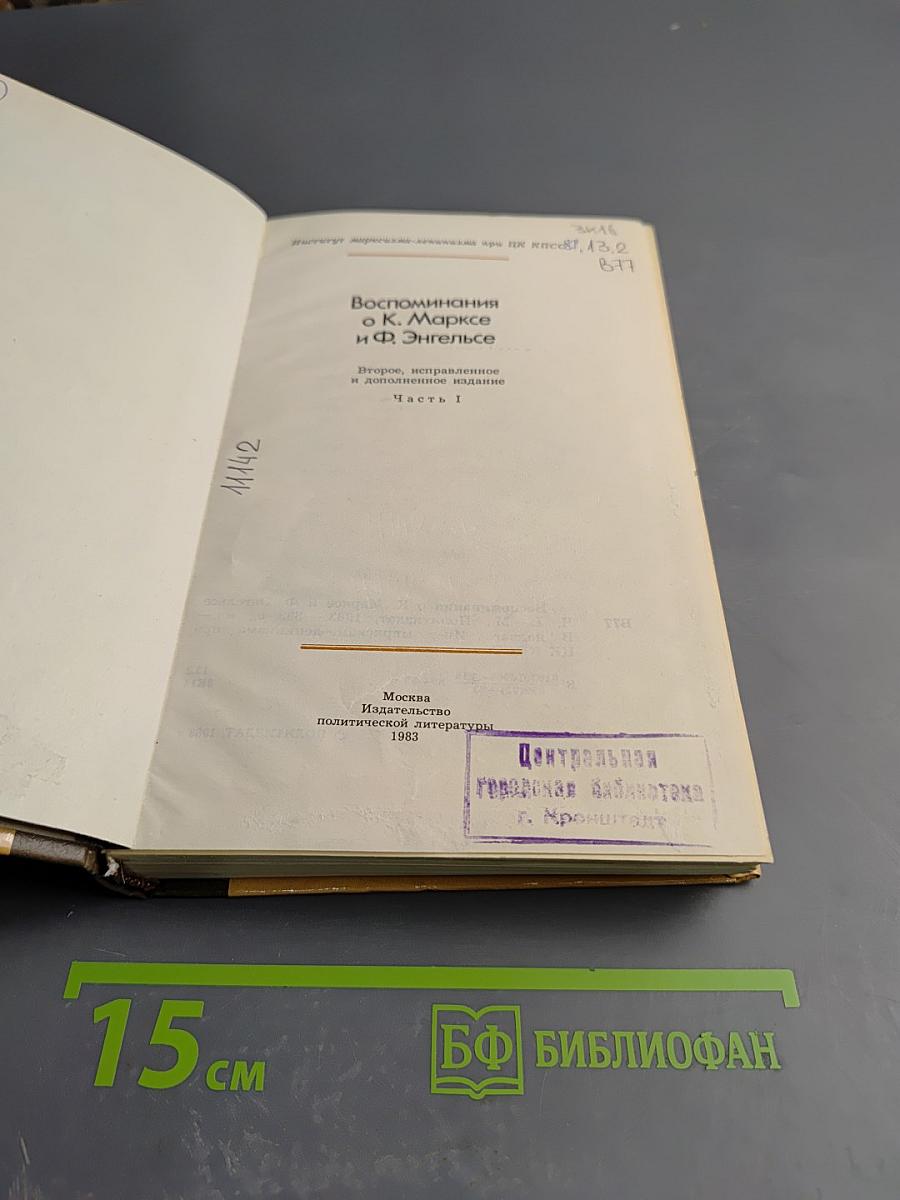 3К16
Институт марксизма-ленинизма при ЦК КПСС
13.2
В77
Воспоминания
о К. Марксе
и Ф. Энгельсе
Второе, исправленное
и дополненное издание
Часть I
11142
Москва
Издательство
политической литературы
1983
Центральная
городская библиотека
г. Кронштадт
15 см
БФ БИБЛИОФАН